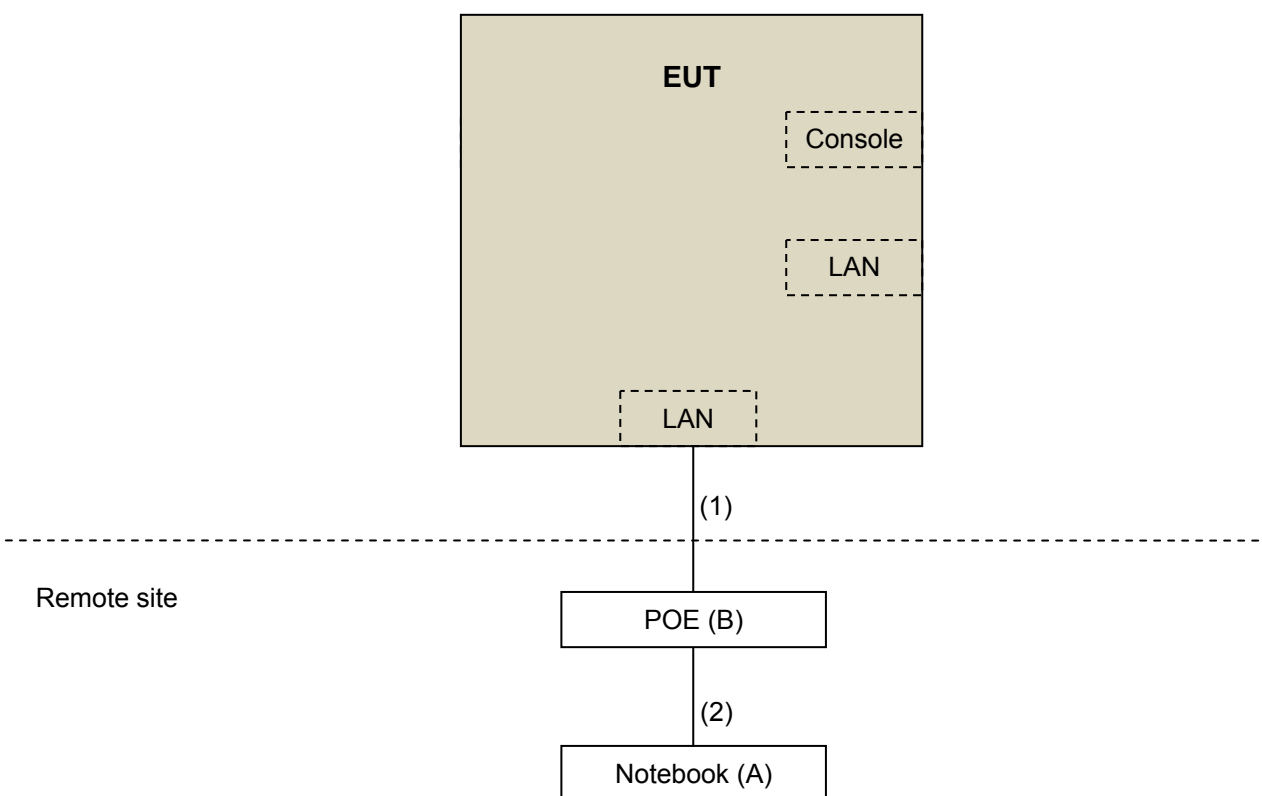 EUT
Console
LAN
LAN
(1)
Remote site
POE (B)
(2)
Notebook (A)